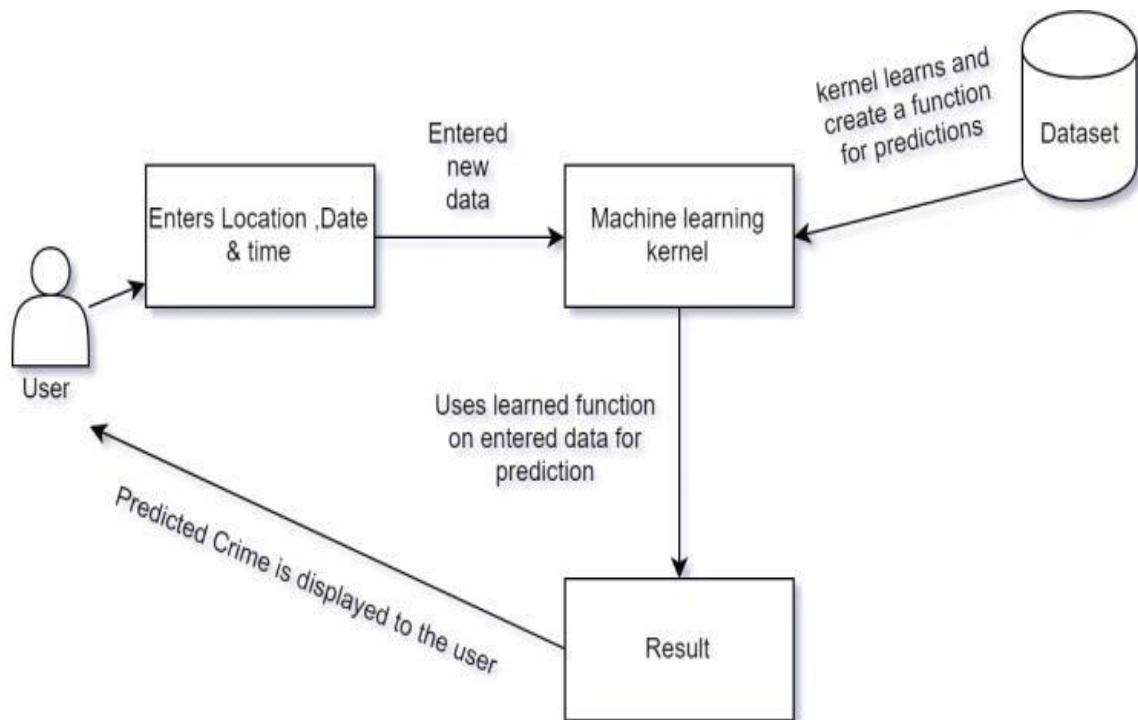 kernel learns and
create a function
for predictions
Dataset
Entered
new
data
Enters Location ,Date
& time
Machine learning
kernel
User
Uses learned function
on entered data for
prediction
Predicted Crime is displayed to the user
Result